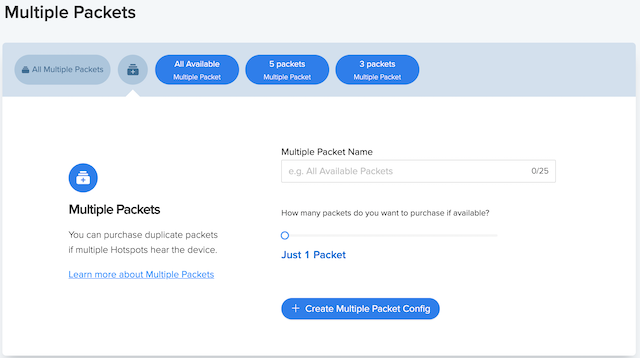 Multiple Packets
All Multiple Packets
All Available
Multiple Packet
5 packets
Multiple Packet
3 packets
Multiple Packet
Multiple Packets
You can purchase duplicate packets
if multiple Hotspots hear the device.
Learn more about Multiple Packets
Multiple Packet Name
e.g. All Available Packets 0/25
How many packets do you want to purchase if available?
Just 1 Packet
+ Create Multiple Packet Config